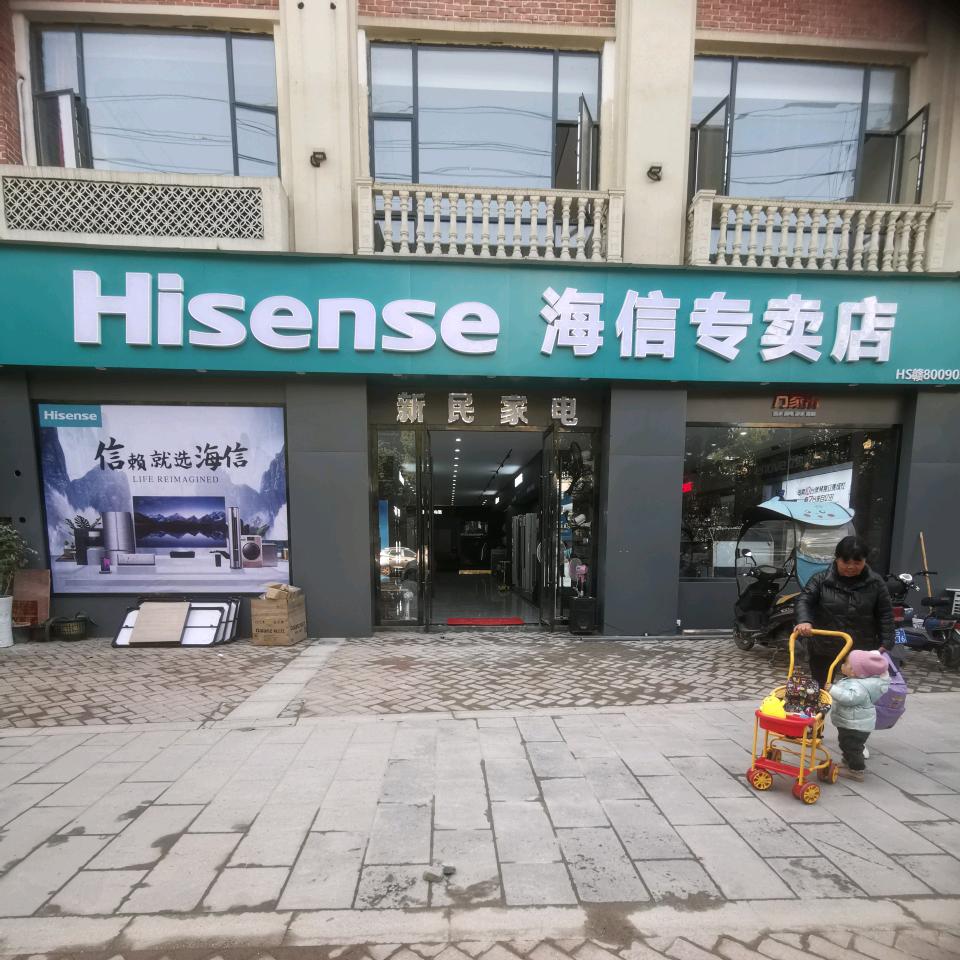 Hisense 海信专卖店
HS赣80090
新民家电
Hisense
信赖就选海信
LIFE REIMAGINED